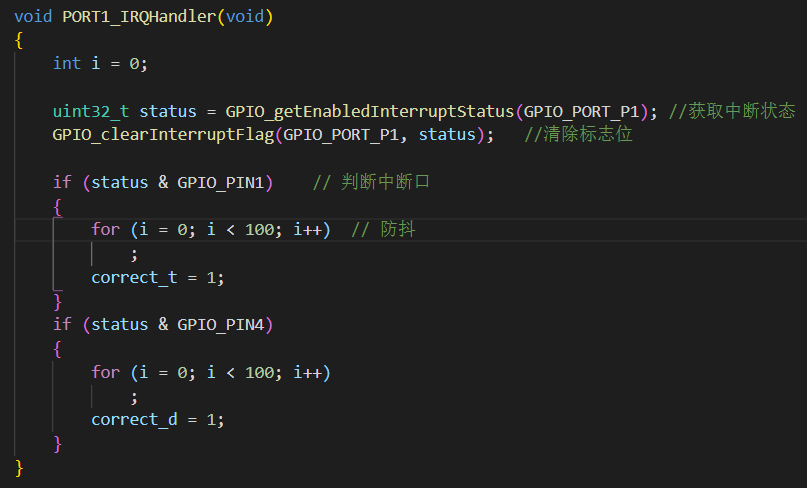 void PORT1_IRQHandler(void)
{
    int i = 0;

    uint32_t status = GPIO_getEnabledInterruptStatus(GPIO_PORT_P1); //获取中断状态
    GPIO_clearInterruptFlag(GPIO_PORT_P1, status);   //清除标志位

    if (status & GPIO_PIN1)    // 判断中断口
    {
        for (i = 0; i < 100; i++)  // 防抖
            ;
        correct_t = 1;
    }
    if (status & GPIO_PIN4)
    {
        for (i = 0; i < 100; i++)
            ;
        correct_d = 1;
    }
}